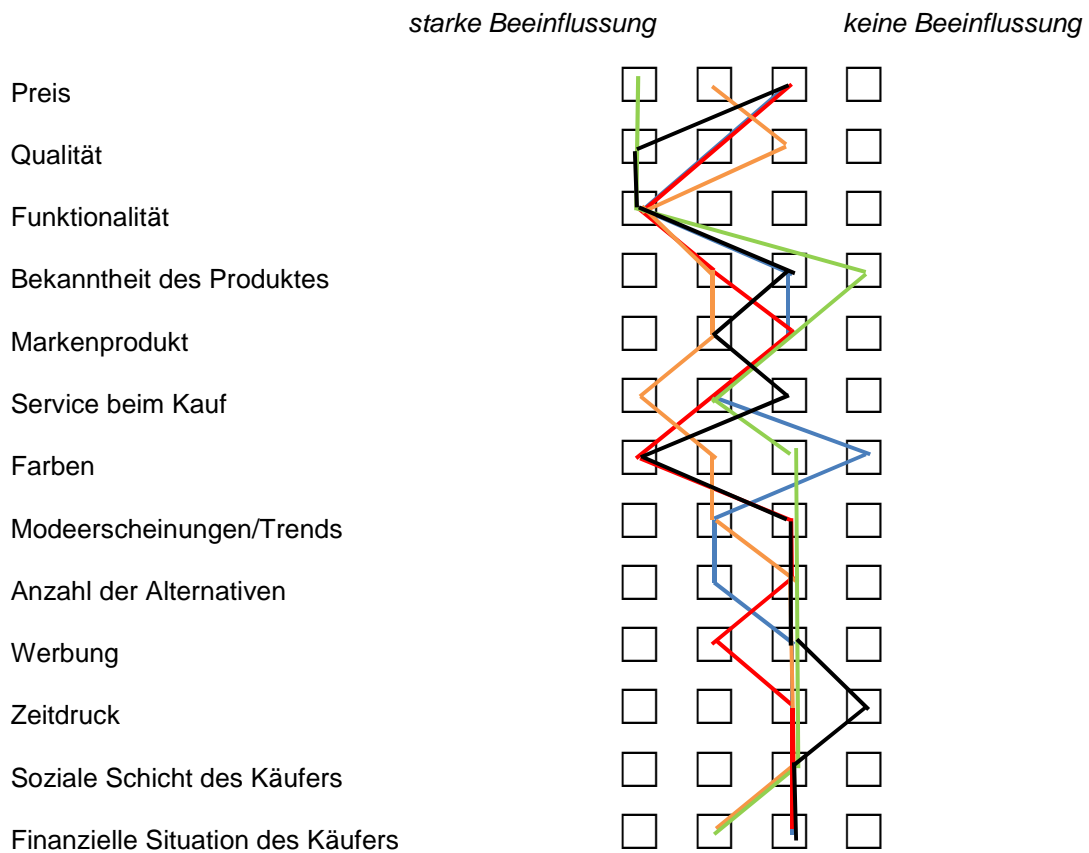 starke Beeinflussung keine Beeinflussung
Preis
Qualität
Funktionalität
Bekanntheit des Produktes
Markenprodukt
Service beim Kauf
Farben
Modeerscheinungen/Trends
Anzahl der Alternativen
Werbung
Zeitdruck
Soziale Schicht des Käufers
Finanzielle Situation des Käufers